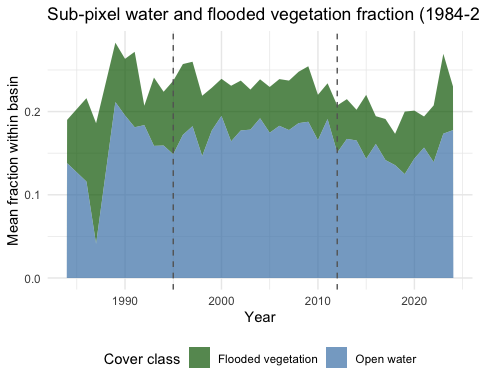 Sub-pixel water and flooded vegetation fraction (1984-2
Mean fraction within basin
0.2
0.1
0.0
1990 2000 2010 2020
Year
Cover class Flooded vegetation Open water